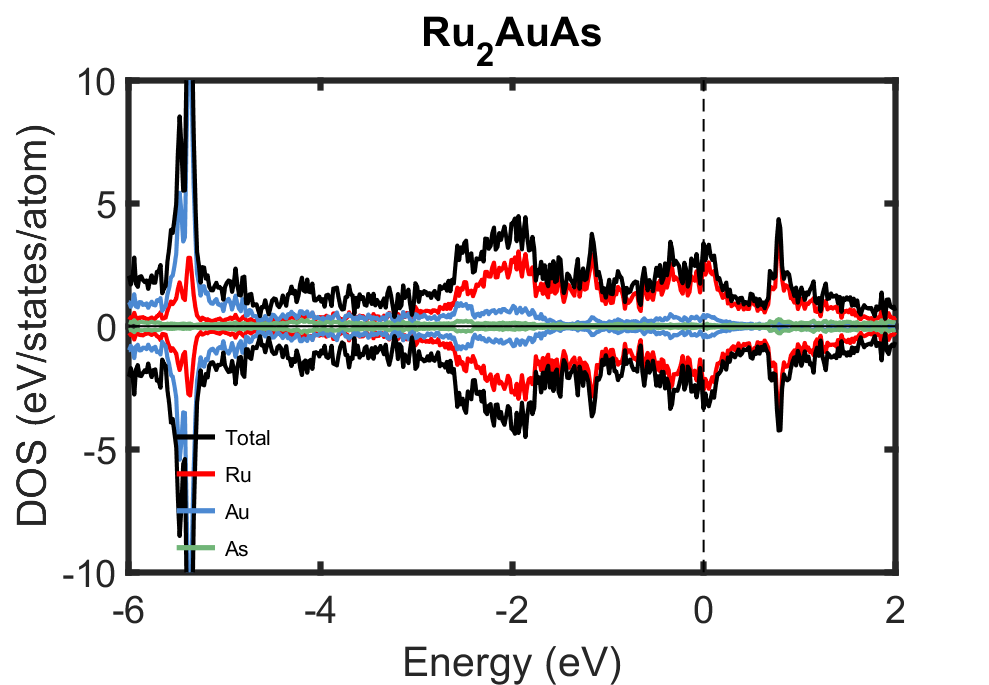 Ru₂AuAs
DOS (eV/states/atom)
10
5
0
-5
-10
Total
Ru
Au
As
-6 -4 -2 0 2
Energy (eV)